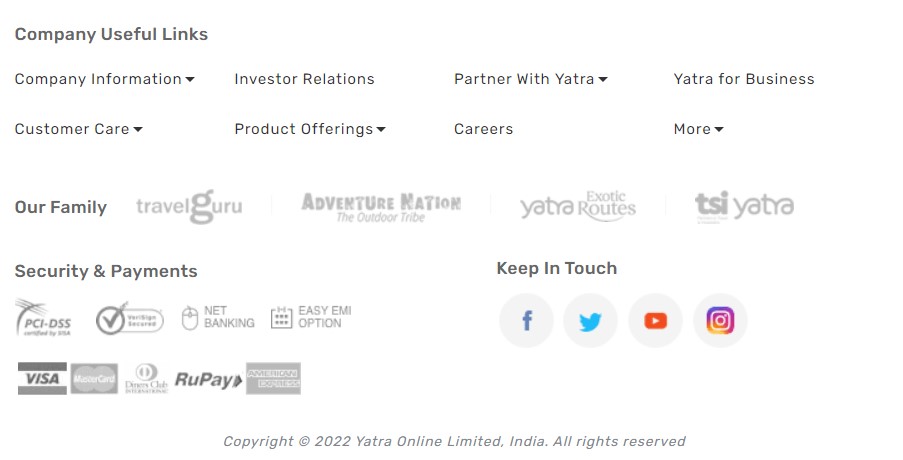 Company Useful Links
Company Information Investor Relations Partner With Yatra Yatra for Business
Customer Care Product Offerings Careers More
Our Family travelguru ADVENTURE NATION The Outdoor Tribe yatra Exotic Routes tsi yatra
Security & Payments
Keep In Touch
PCI-DSS certified by SISA VeriSign Secured NET BANKING EASY EMI OPTION
VISA MasterCard Diners Club INTERNATIONAL RuPay AMERICAN EXPRESS
Copyright © 2022 Yatra Online Limited, India. All rights reserved